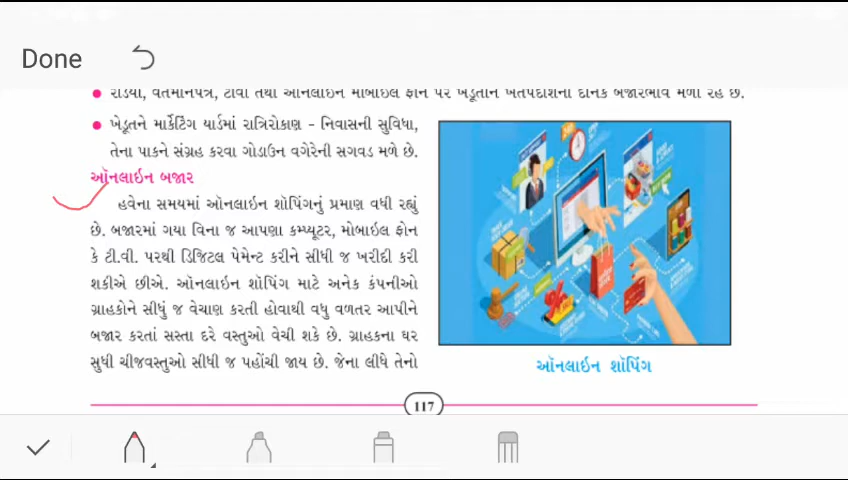 Done
રેડિયો, વર્તમાનપત્ર, ટીવી તથા ઑનલાઇન મોબાઇલ ફોન પર ખેડૂતોને ખેતપેદાશના દૈનિક બજારભાવ મળી રહે છે.
ખેડૂતને માર્કેટિંગ યાર્ડમાં રાત્રિરોકાણ – નિવાસની સુવિધા,
તેના પાકને સંગ્રહ કરવા ગોડાઉન વગેરેની સગવડ મળે છે.
ઑનલાઇન બજાર
હવેના સમયમાં ઑનલાઇન શૉપિંગનું પ્રમાણ વધી રહ્યું
છે. બજારમાં ગયા વિના જ આપણા કમ્પ્યૂટર, મોબાઇલ ફોન
કે ટી.વી. પરથી ડિજિટલ પેમેન્ટ કરીને સીધી જ ખરીદી કરી
શકીએ છીએ. ઑનલાઇન શૉપિંગ માટે અનેક કંપનીઓ
ગ્રાહકોને સીધું જ વેચાણ કરતી હોવાથી વધુ વળતર આપીને
બજાર કરતાં સસ્તા દરે વસ્તુઓ વેચી શકે છે. ગ્રાહકના ઘર
સુધી ચીજવસ્તુઓ સીધી જ પહોંચી જાય છે. જેના લીધે તેનો
ઑનલાઇન શૉપિંગ
117